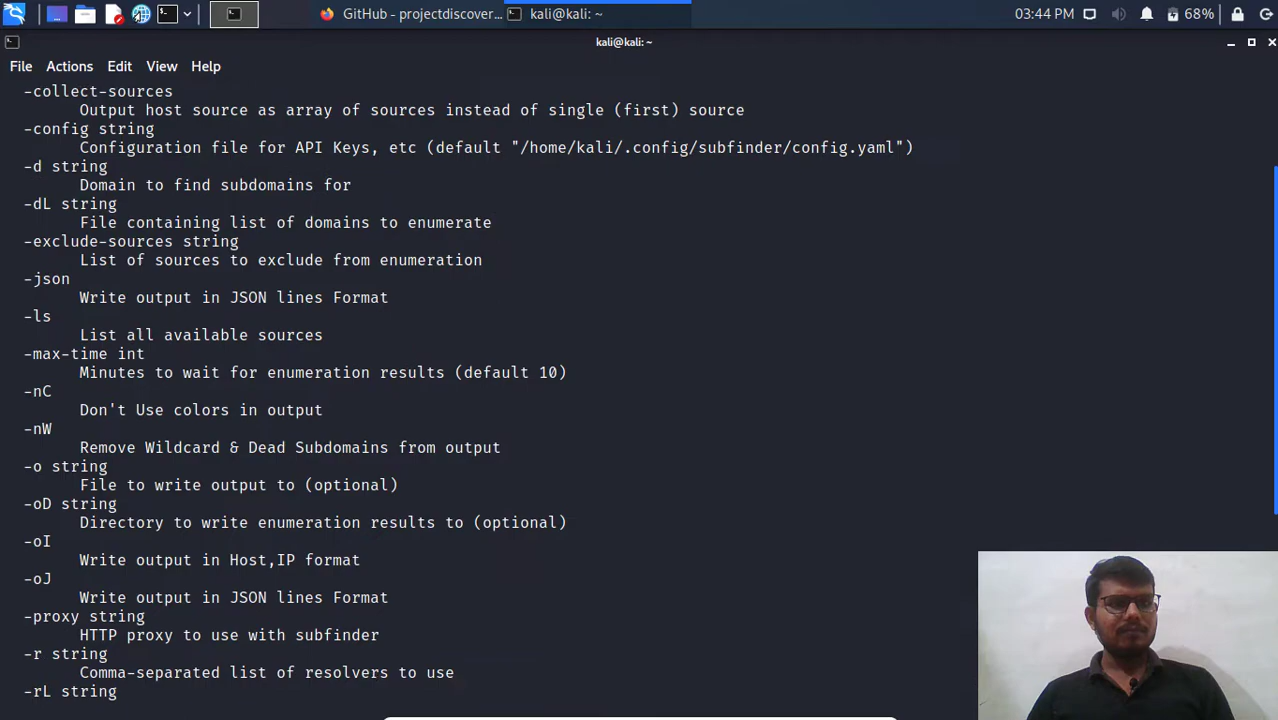 GitHub - projectdiscover...
kali@kali: ~
03:44 PM
68%
kali@kali: ~
File Actions Edit View Help
-collect-sources
Output host source as array of sources instead of single (first) source
-config string
Configuration file for API Keys, etc (default "/home/kali/.config/subfinder/config.yaml")
-d string
Domain to find subdomains for
-dL string
File containing list of domains to enumerate
-exclude-sources string
List of sources to exclude from enumeration
-json
Write output in JSON lines Format
-ls
List all available sources
-max-time int
Minutes to wait for enumeration results (default 10)
-nC
Don't Use colors in output
-nW
Remove Wildcard & Dead Subdomains from output
-o string
File to write output to (optional)
-oD string
Directory to write enumeration results to (optional)
-oI
Write output in Host,IP format
-oJ
Write output in JSON lines Format
-proxy string
HTTP proxy to use with subfinder
-r string
Comma-separated list of resolvers to use
-rL string